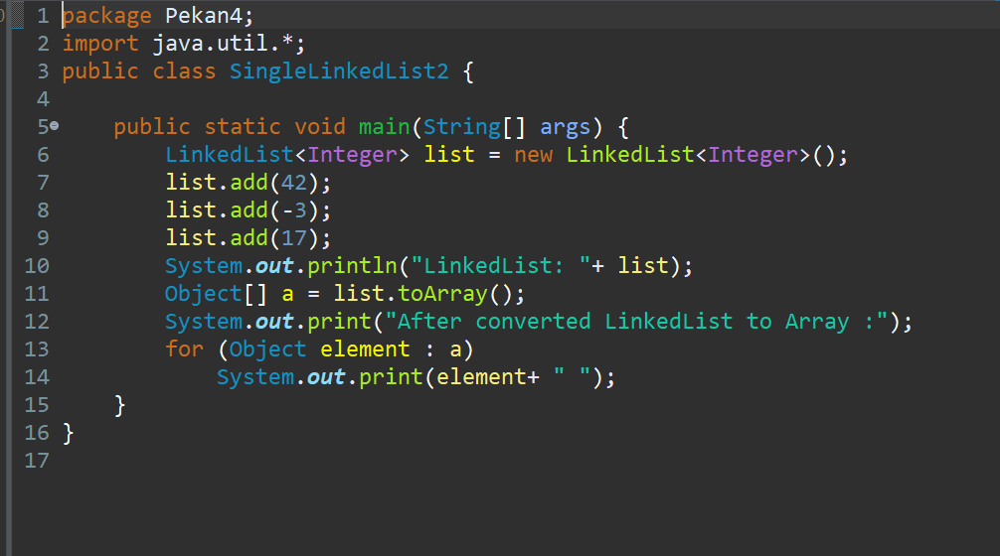 1 package Pekan4;
2 import java.util.*;
3 public class SingleLinkedList2 {
4
5 public static void main(String[] args) {
6 LinkedList<Integer> list = new LinkedList<Integer>();
7 list.add(42);
8 list.add(-3);
9 list.add(17);
10 System.out.println("LinkedList: "+ list);
11 Object[] a = list.toArray();
12 System.out.print("After converted LinkedList to Array :");
13 for (Object element : a)
14 System.out.print(element+ " ");
15 }
16 }
17